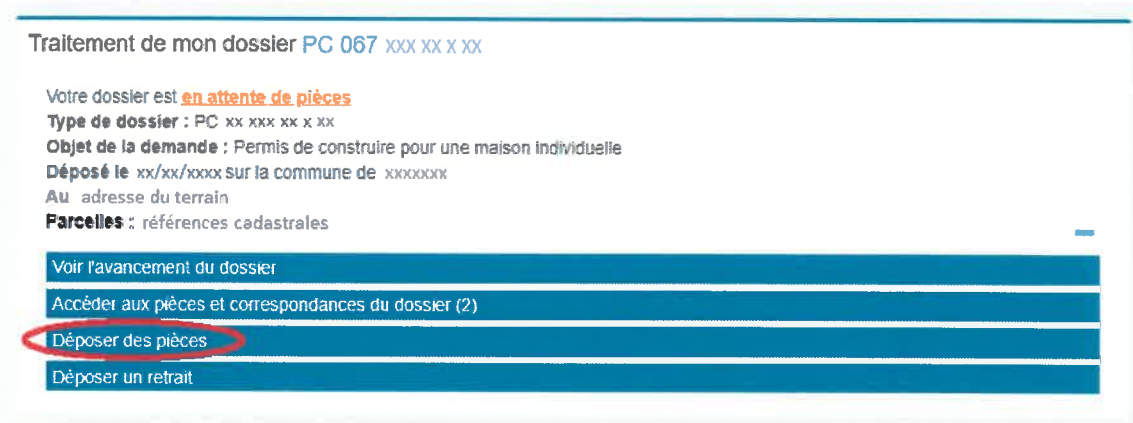 Traitement de mon dossier PC 067 xxx xx x xx
Votre dossier est en attente de pièces
Type de dossier : PC xx xxx xx x xx
Objet de la demande : Permis de construire pour une maison individuelle
Déposé le xx/xx/xxxx sur la commune de xxxxxxx
Au adresse du terrain
Parcelles : références cadastrales
Voir l'avancement du dossier
Accéder aux pièces et correspondances du dossier (2)
Déposer des pièces
Déposer un retrait